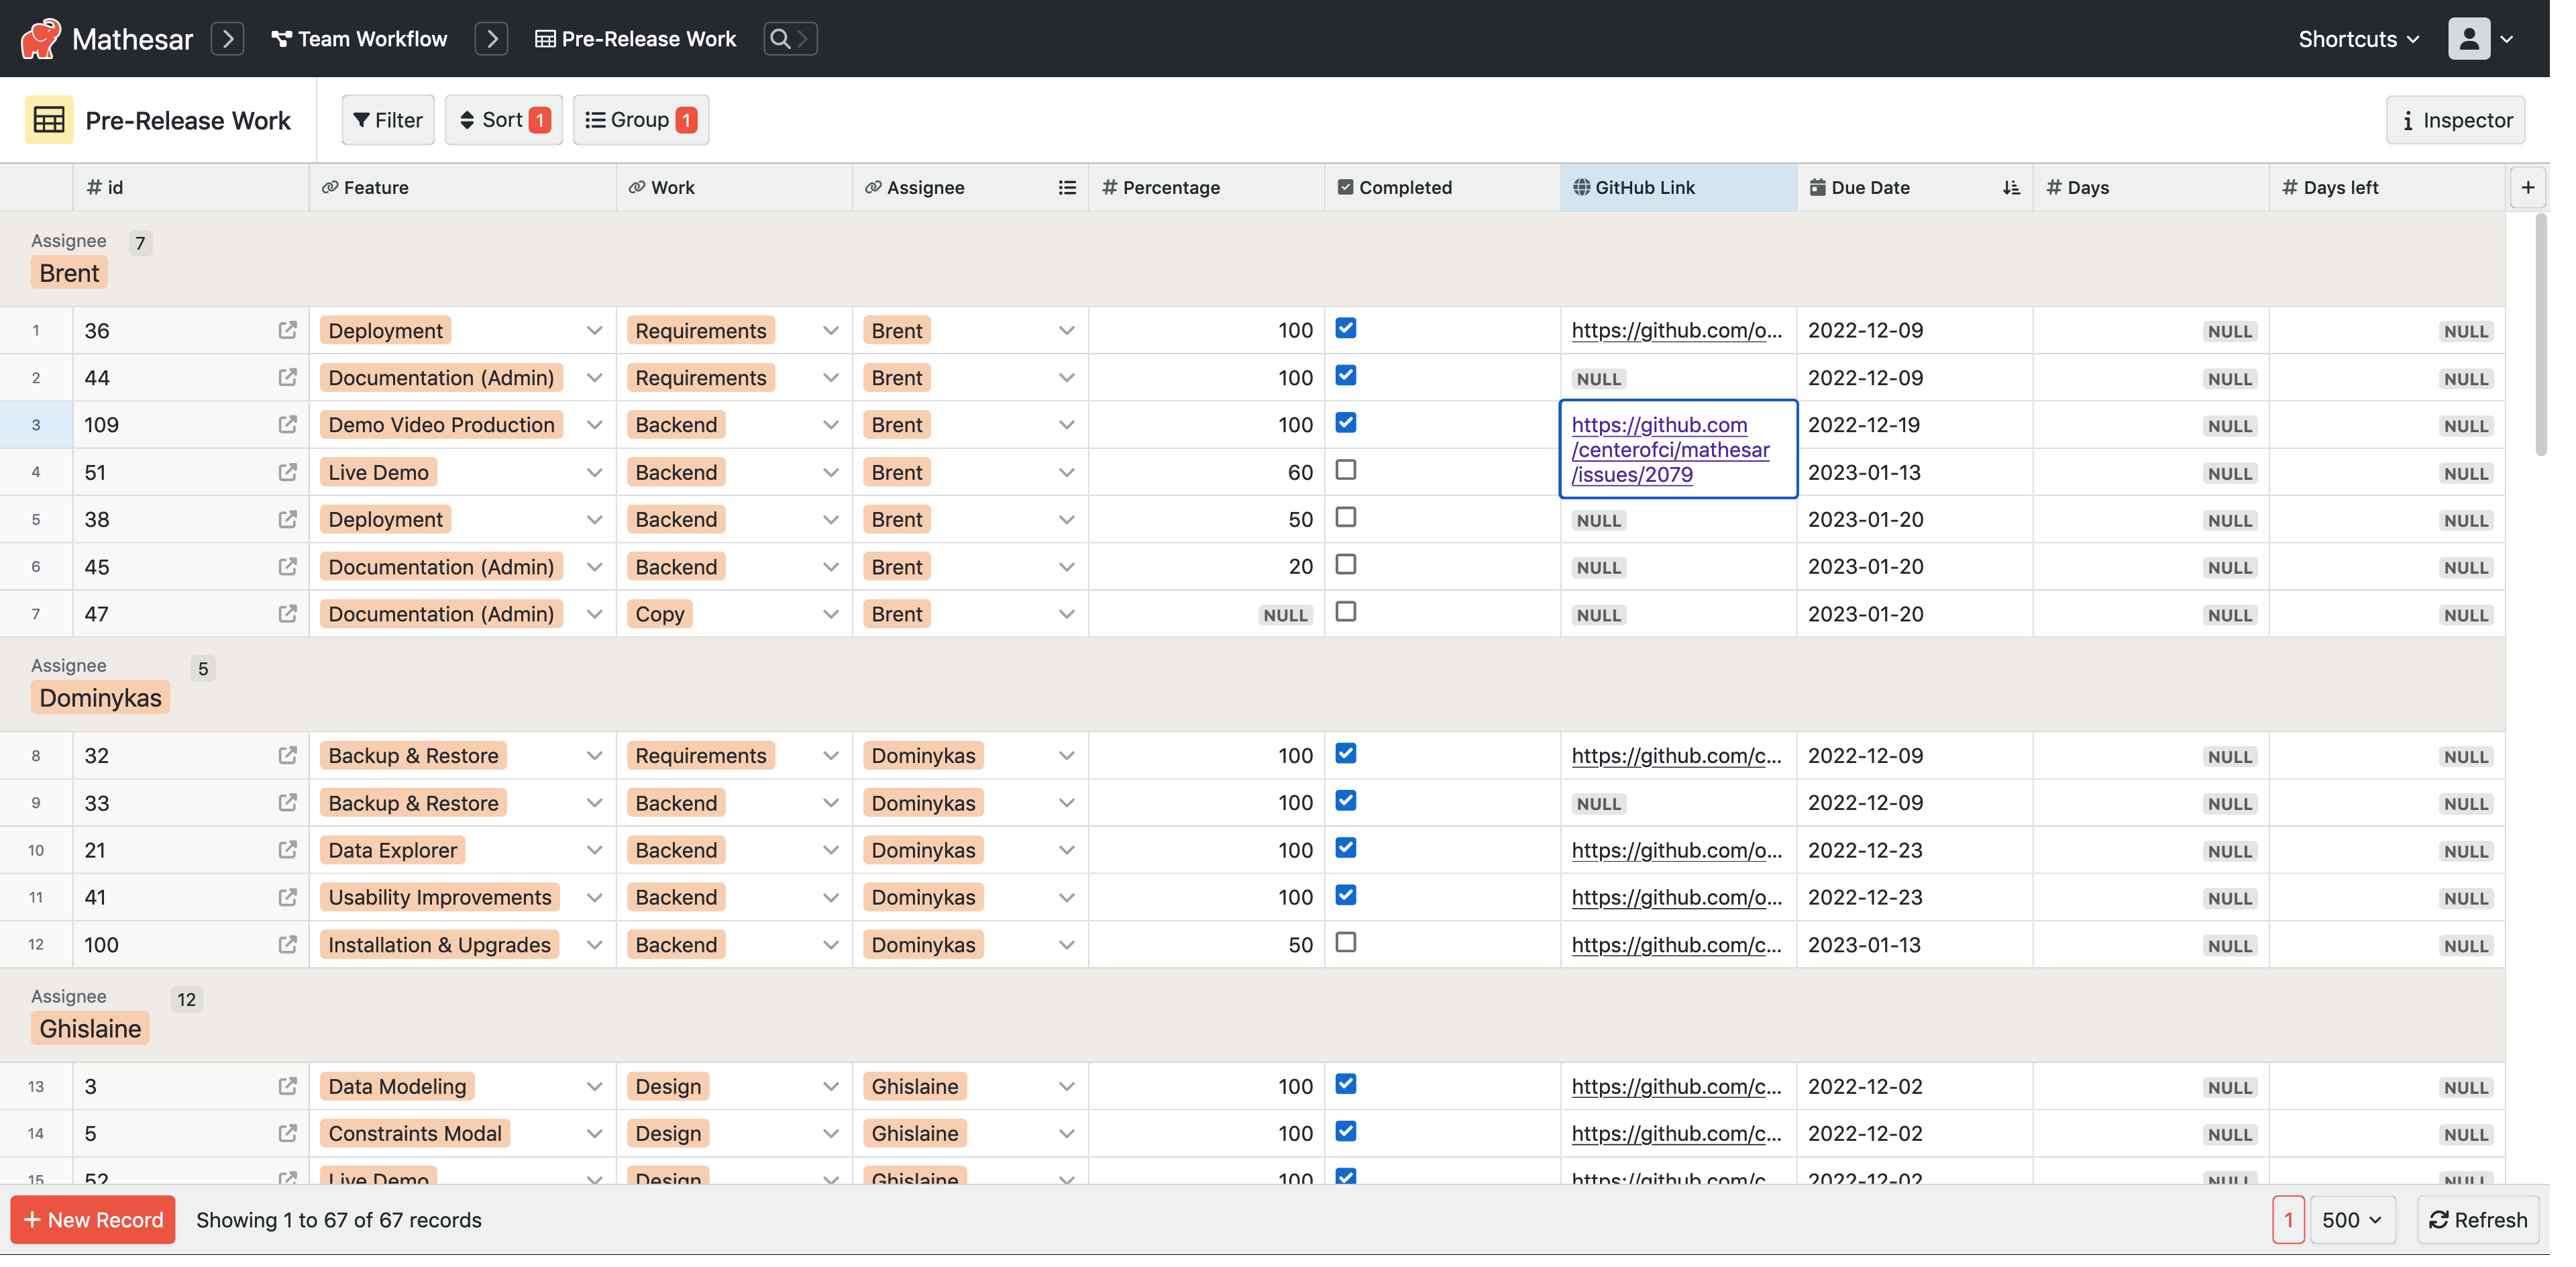 Mathesar Team Workflow Pre-Release Work Shortcuts
Pre-Release Work Filter Sort 1 Group 1 Inspector
# id Feature Work Assignee # Percentage Completed GitHub Link Due Date # Days # Days left +
Assignee 7
Brent
1 36 Deployment Requirements Brent 100 https://github.com/o... 2022-12-09 NULL NULL
2 44 Documentation (Admin) Requirements Brent 100 NULL 2022-12-09 NULL NULL
3 109 Demo Video Production Backend Brent 100 https://github.com 2022-12-19 NULL NULL
/centerofci/mathesar
4 51 Live Demo Backend Brent 60 /issues/2079 2023-01-13 NULL NULL
5 38 Deployment Backend Brent 50 NULL 2023-01-20 NULL NULL
6 45 Documentation (Admin) Backend Brent 20 NULL 2023-01-20 NULL NULL
7 47 Documentation (Admin) Copy Brent NULL NULL 2023-01-20 NULL NULL
Assignee 5
Dominykas
8 32 Backup & Restore Requirements Dominykas 100 https://github.com/c... 2022-12-09 NULL NULL
9 33 Backup & Restore Backend Dominykas 100 NULL 2022-12-09 NULL NULL
10 21 Data Explorer Backend Dominykas 100 https://github.com/o... 2022-12-23 NULL NULL
11 41 Usability Improvements Backend Dominykas 100 https://github.com/o... 2022-12-23 NULL NULL
12 100 Installation & Upgrades Backend Dominykas 50 https://github.com/c... 2023-01-13 NULL NULL
Assignee 12
Ghislaine
13 3 Data Modeling Design Ghislaine 100 https://github.com/c... 2022-12-02 NULL NULL
14 5 Constraints Modal Design Ghislaine 100 https://github.com/c... 2022-12-02 NULL NULL
15 52 Live Demo Design Ghislaine 100 https://github.com/c... 2022-12-02 NULL NULL
+ New Record Showing 1 to 67 of 67 records 1 500 Refresh